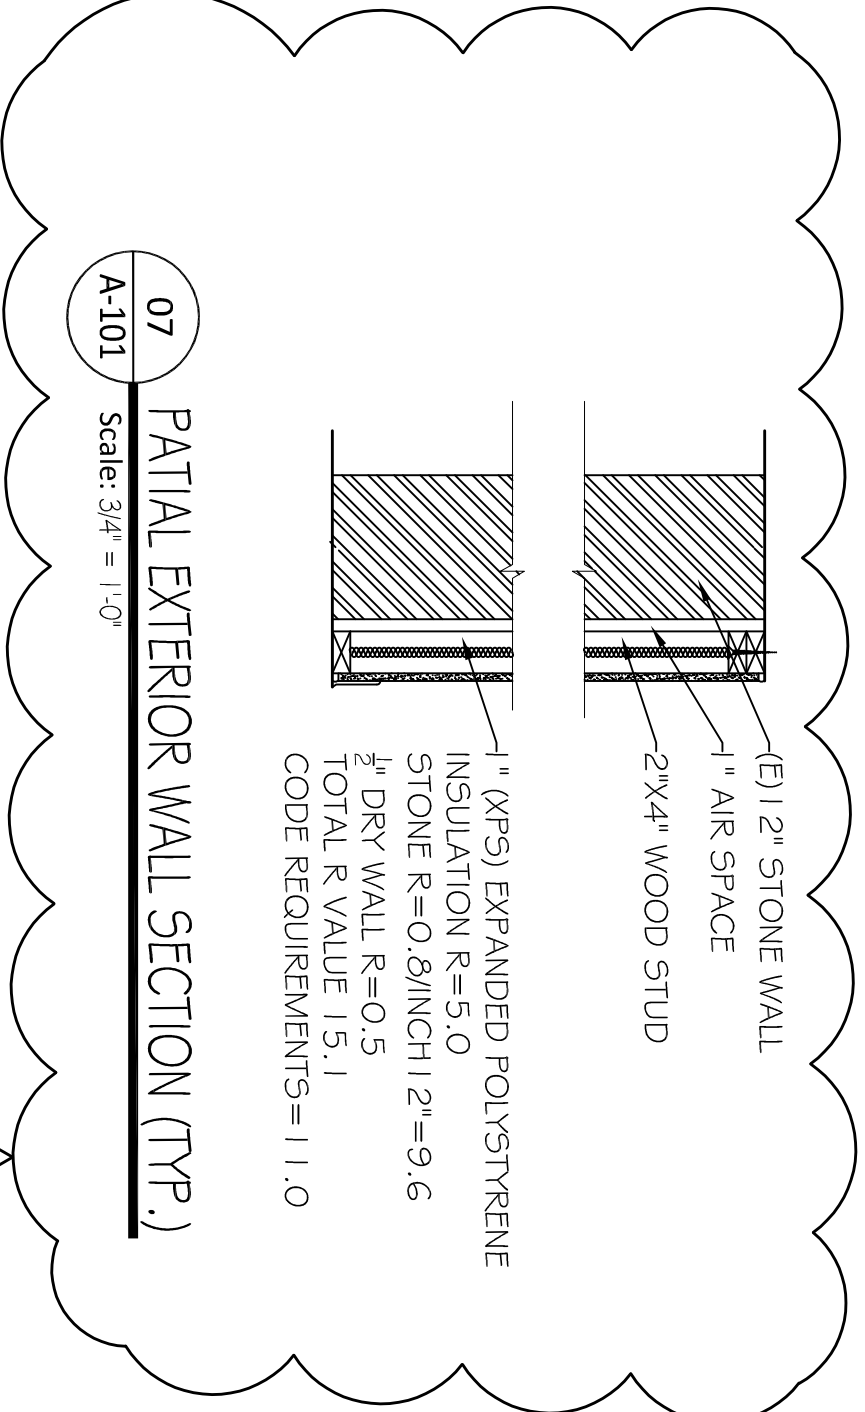 (E)12" STONE WALL
1" AIR SPACE
2"X4" WOOD STUD
1" (XPS) EXPANDED POLYSTYRENE
INSULATION R=5.0
STONE R=0.8/INCH12"=9.6
1/2" DRY WALL R=0.5
TOTAL R VALUE 15.1
CODE REQUIREMENTS=11.0
07
A-101
PATIAL EXTERIOR WALL SECTION (TYP.)
Scale: 3/4" = 1'-0"